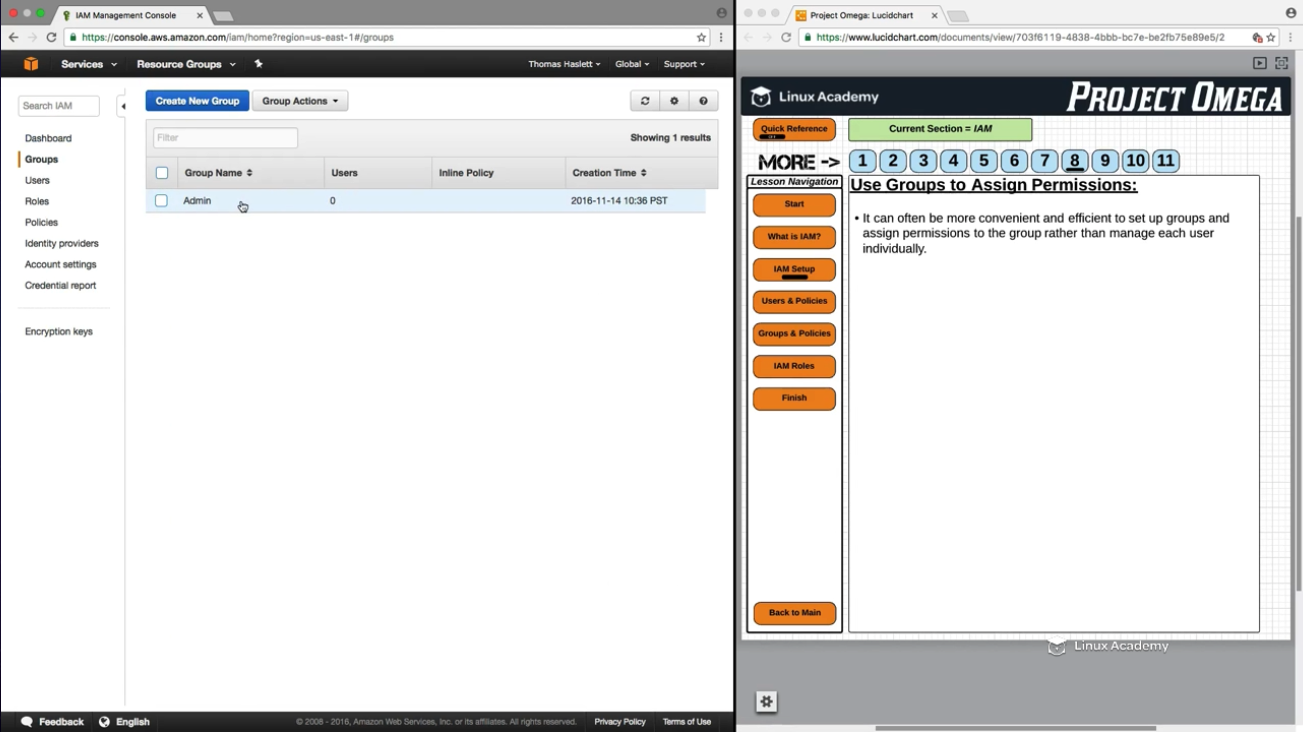 IAM Management Console
https://console.aws.amazon.com/iam/home?region=us-east-1#/groups
Services
Resource Groups
Thomas Haslett
Global
Support
Search IAM
Dashboard
Groups
Users
Roles
Policies
Identity providers
Account settings
Credential report
Encryption keys
Create New Group
Group Actions
Filter
Showing 1 results
Group Name Users Inline Policy Creation Time
Admin 0 2016-11-14 10:36 PST
Feedback
English
© 2008 - 2016, Amazon Web Services, Inc. or its affiliates. All rights reserved.
Privacy Policy
Terms of Use
Project Omega: Lucidchart
https://www.lucidchart.com/documents/view/703f6119-4838-4bbb-bc7e-be2fb75e89e5/2
Linux Academy
PROJECT OMEGA
Quick Reference
Current Section = IAM
MORE -> 1 2 3 4 5 6 7 8 9 10 11
Lesson Navigation
Start
What is IAM?
IAM Setup
Users & Policies
Groups & Policies
IAM Roles
Finish
Back to Main
Use Groups to Assign Permissions:
• It can often be more convenient and efficient to set up groups and
assign permissions to the group rather than manage each user
individually.
Linux Academy